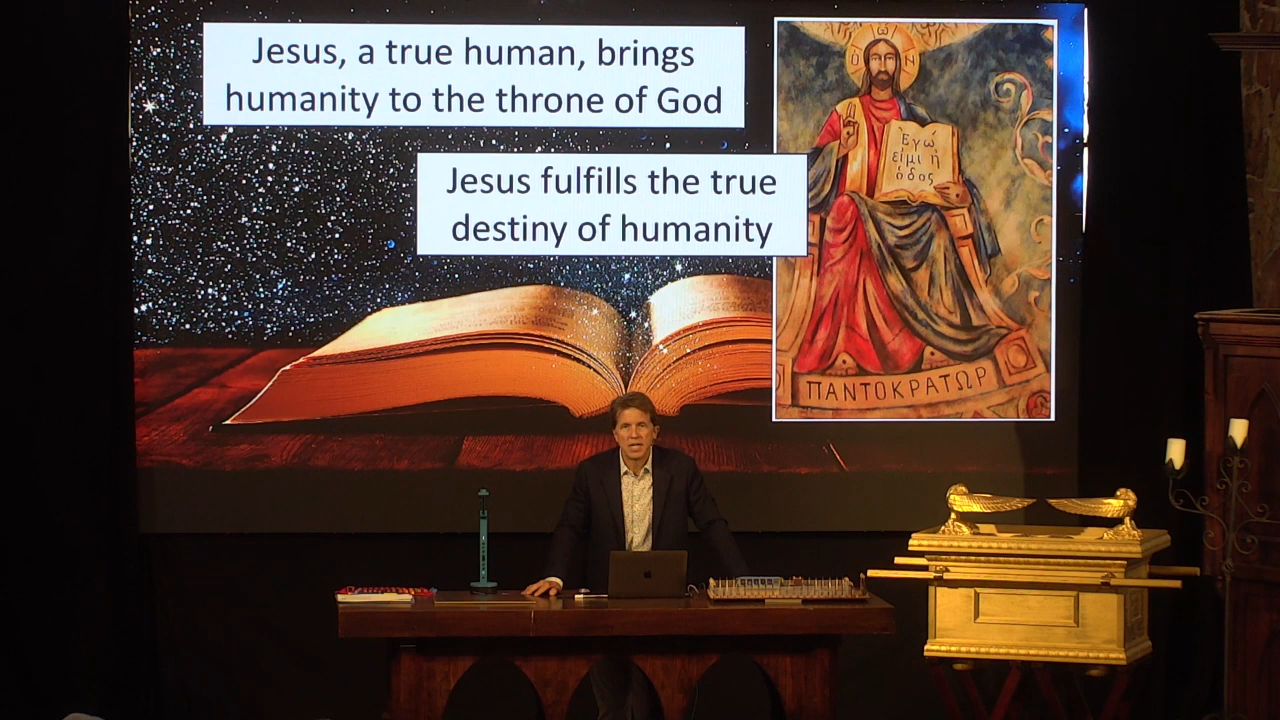 Jesus, a true human, brings
humanity to the throne of God
Jesus fulfills the true
destiny of humanity
Ο Ω Ν
Ἐγώ
εἰμι ἡ
ὁδος
ΠΑΝΤΟΚΡΑΤΩΡ